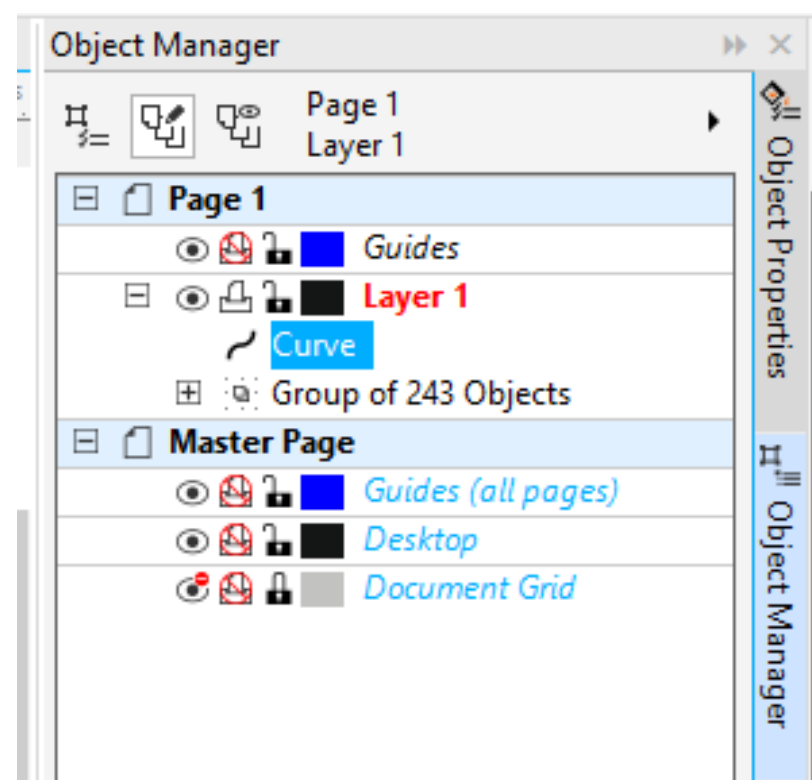 Object Manager
Page 1
Layer 1
Page 1
Guides
Layer 1
Curve
Group of 243 Objects
Master Page
Guides (all pages)
Desktop
Document Grid
Object Properties
Object Manager